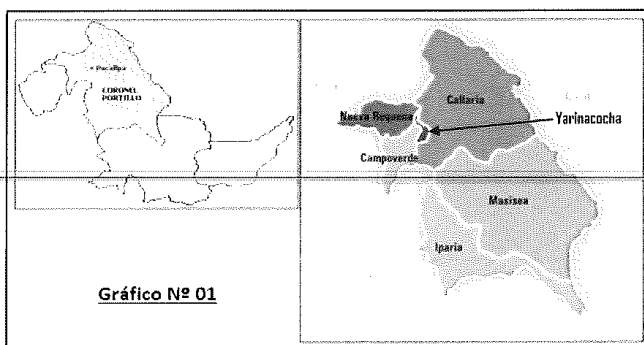 Pucallpa
CORONEL
PORTILLO
Callaria
Nueva Requena
Yarinacocha
Campoverde
Masisea
Iparia
Gráfico Nº 01